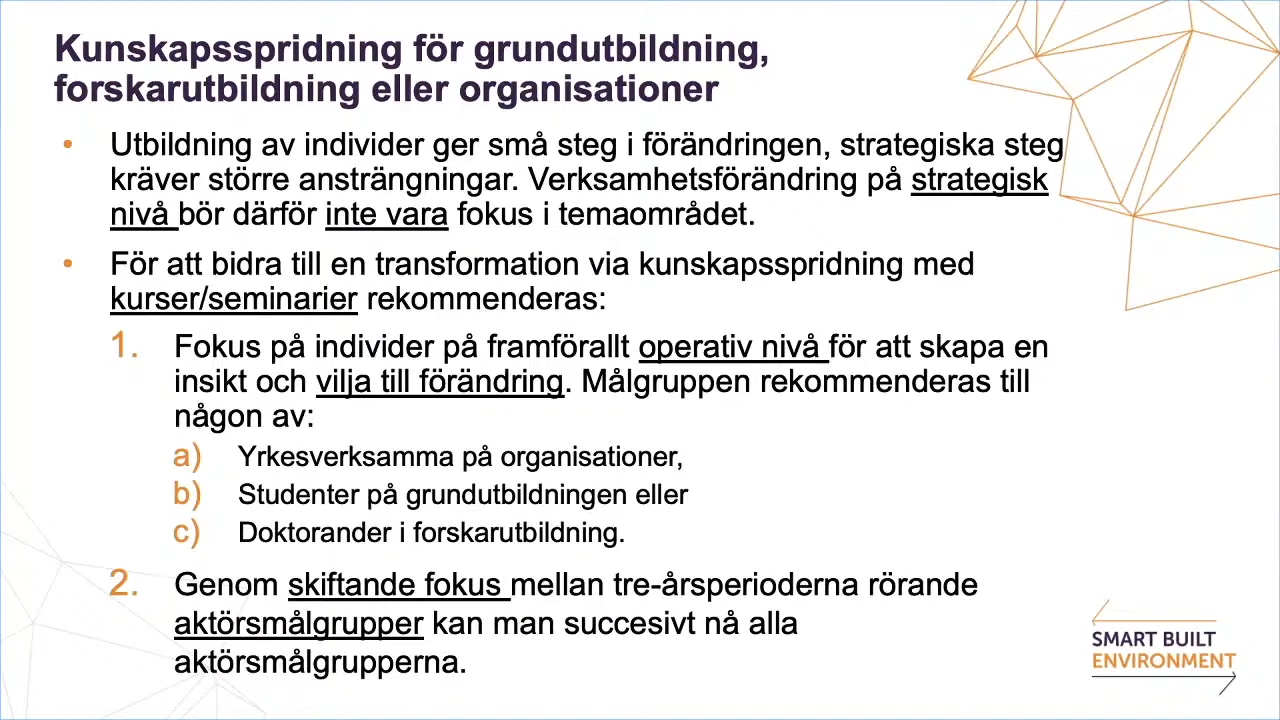 Kunskapsspridning för grundutbildning,
forskarutbildning eller organisationer
• Utbildning av individer ger små steg i förändringen, strategiska steg
kräver större ansträngningar. Verksamhetsförändring på strategisk
nivå bör därför inte vara fokus i temaområdet.
• För att bidra till en transformation via kunskapsspridning med
kurser/seminarier rekommenderas:
1. Fokus på individer på framförallt operativ nivå för att skapa en
insikt och vilja till förändring. Målgruppen rekommenderas till
någon av:
a) Yrkesverksamma på organisationer,
b) Studenter på grundutbildningen eller
c) Doktorander i forskarutbildning.
2. Genom skiftande fokus mellan tre-årsperioderna rörande
aktörsmålgrupper kan man succesivt nå alla
aktörsmålgrupperna.
SMART BUILT
ENVIRONMENT